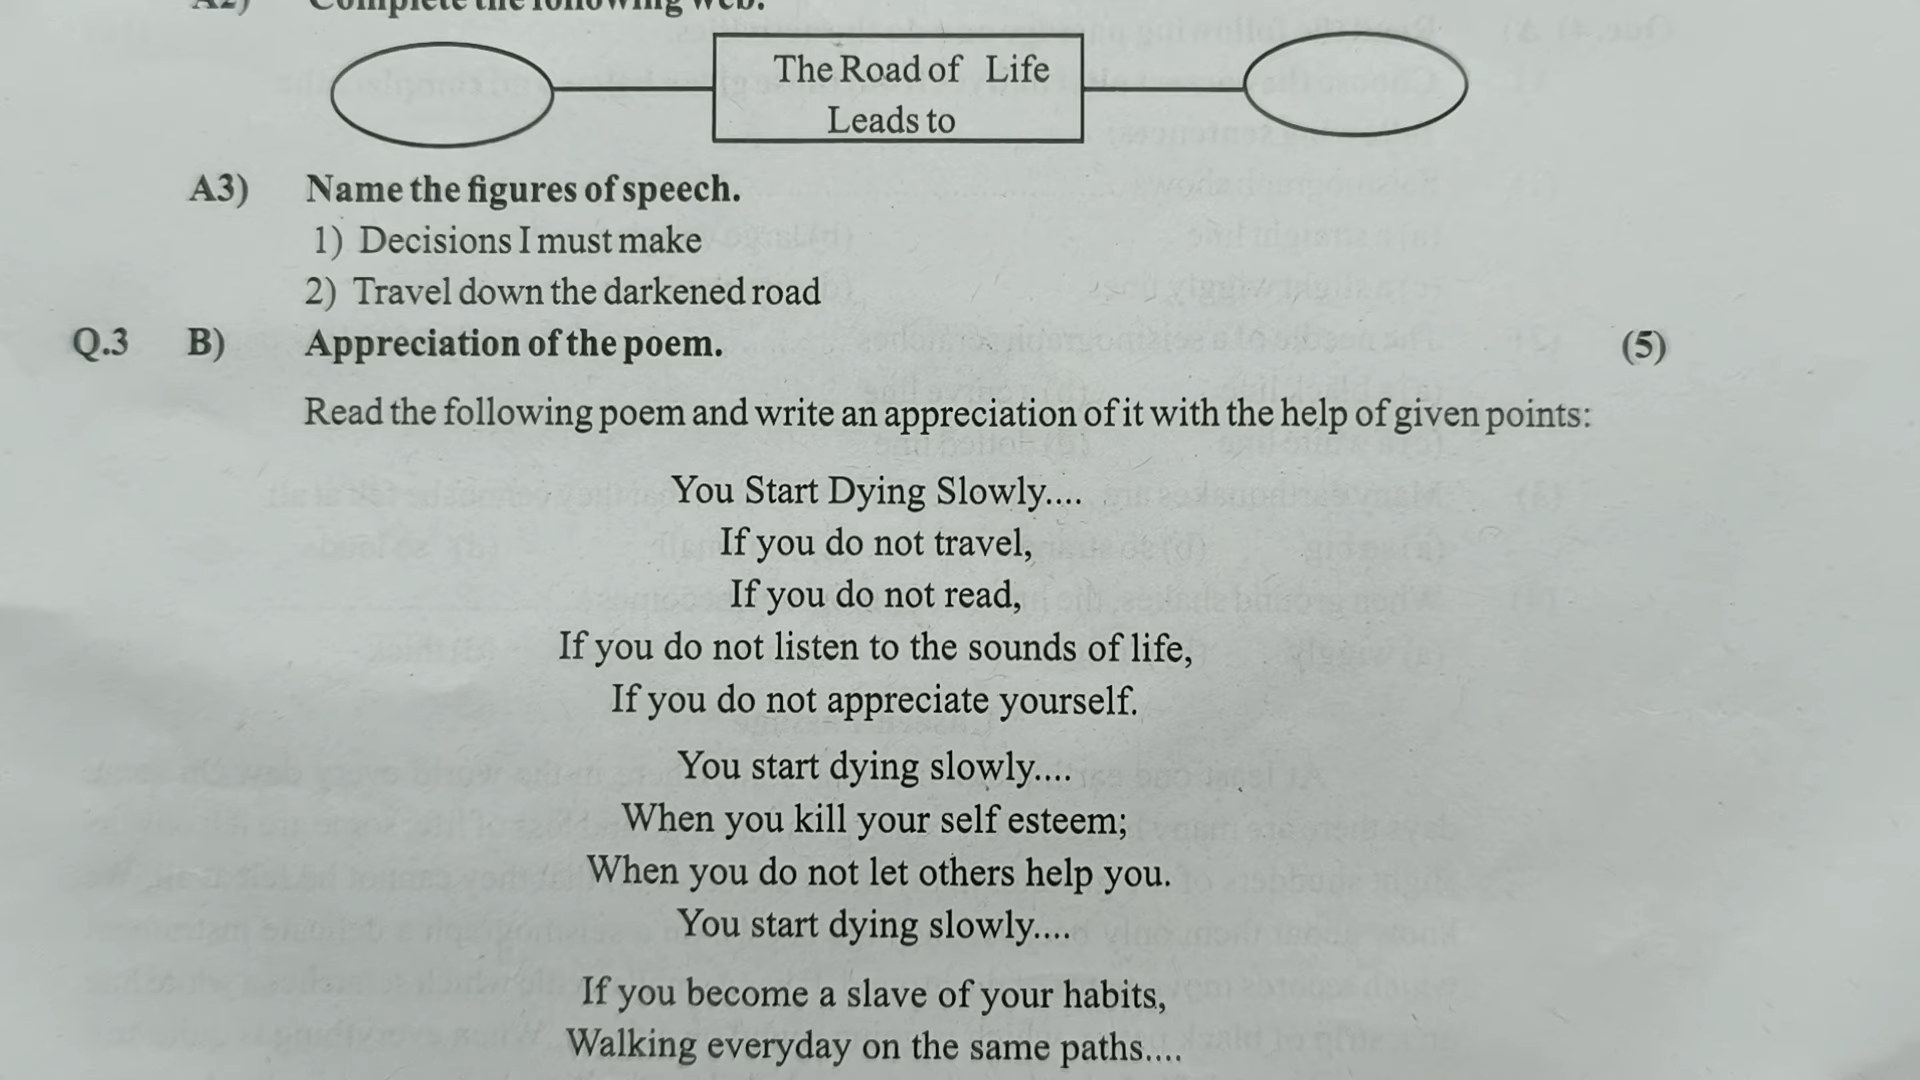 A2) Complete the following web.
The Road of Life
Leads to
A3) Name the figures of speech.
1) Decisions I must make
2) Travel down the darkened road
Q.3 B) Appreciation of the poem. (5)
Read the following poem and write an appreciation of it with the help of given points:
You Start Dying Slowly....
If you do not travel,
If you do not read,
If you do not listen to the sounds of life,
If you do not appreciate yourself.
You start dying slowly....
When you kill your self esteem;
When you do not let others help you.
You start dying slowly....
If you become a slave of your habits,
Walking everyday on the same paths....